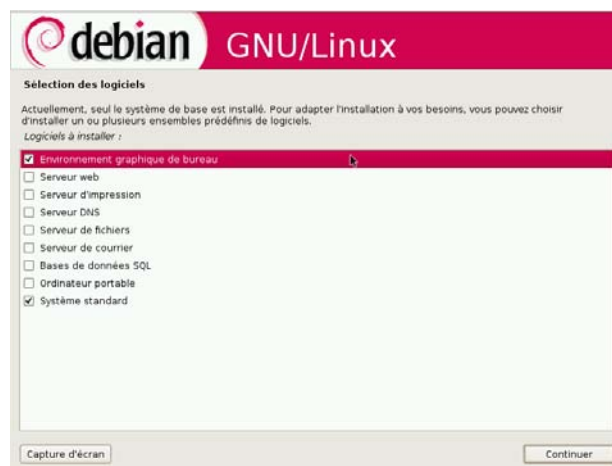 debian GNU/Linux
Sélection des logiciels
Actuellement, seul le système de base est installé. Pour adapter l'installation à vos besoins, vous pouvez choisir
d'installer un ou plusieurs ensembles prédéfinis de logiciels.
Logiciels à installer :
Environnement graphique de bureau
Serveur web
Serveur d'impression
Serveur DNS
Serveur de fichiers
Serveur de courrier
Bases de données SQL
Ordinateur portable
Système standard
Capture d'écran
Continuer